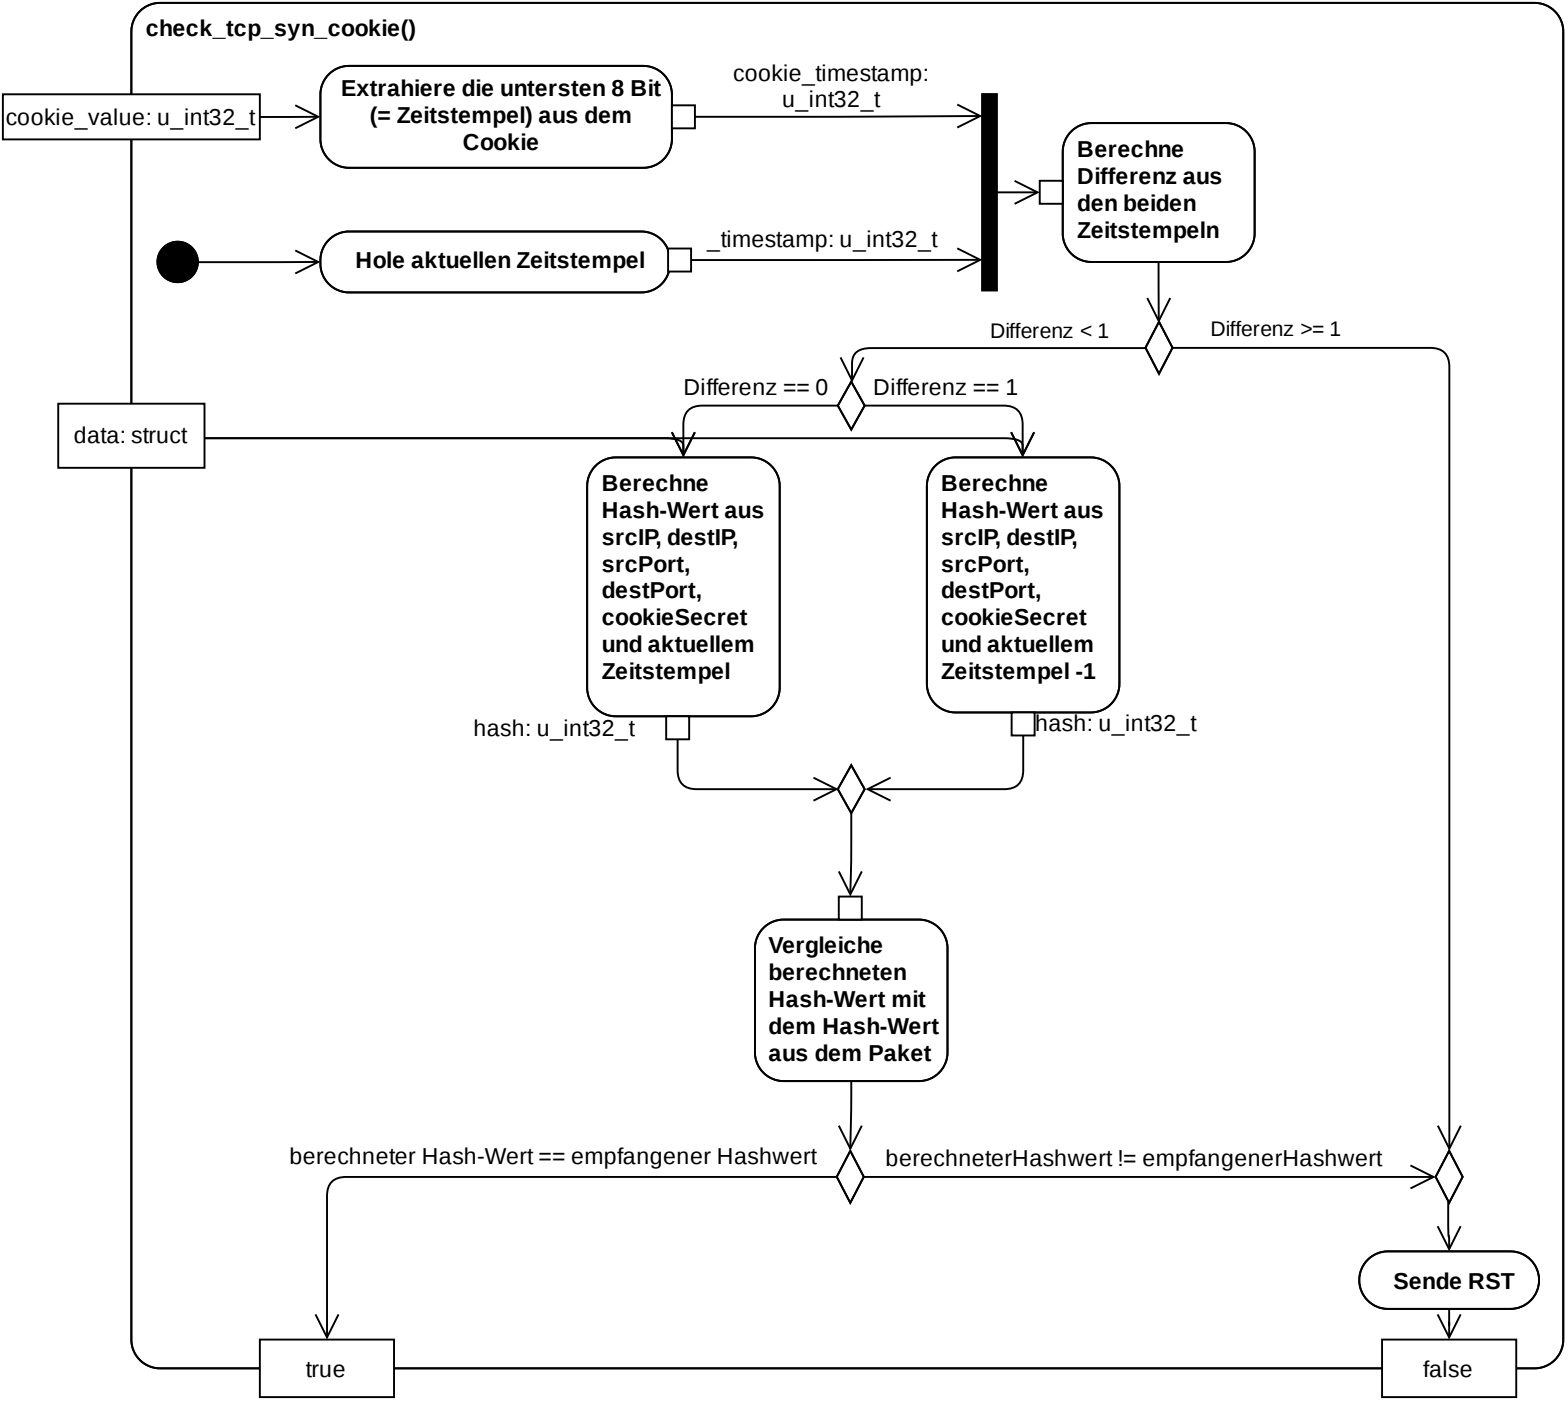 check_tcp_syn_cookie()
cookie_value: u_int32_t
Extrahiere die untersten 8 Bit
(= Zeitstempel) aus dem
Cookie
cookie_timestamp:
u_int32_t
Berechne
Differenz aus
den beiden
Zeitstempeln
Hole aktuellen Zeitstempel
_timestamp: u_int32_t
Differenz < 1
Differenz >= 1
Differenz == 0
Differenz == 1
data: struct
Berechne
Hash-Wert aus
srcIP, destIP,
srcPort,
destPort,
cookieSecret
und aktuellem
Zeitstempel
Berechne
Hash-Wert aus
srcIP, destIP,
srcPort,
destPort,
cookieSecret
und aktuellem
Zeitstempel -1
hash: u_int32_t
hash: u_int32_t
Vergleiche
berechneten
Hash-Wert mit
dem Hash-Wert
aus dem Paket
berechneter Hash-Wert == empfangener Hashwert
berechneterHashwert != empfangenerHashwert
Sende RST
true
false